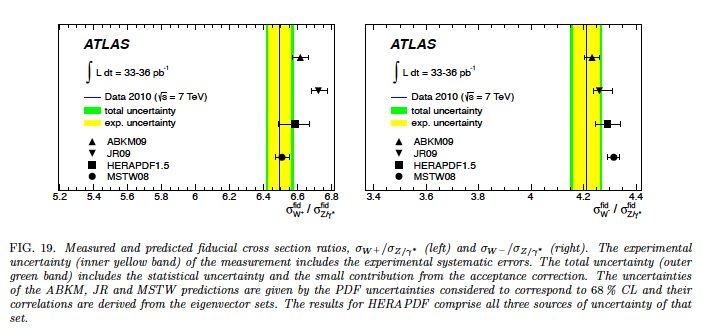 ATLAS
∫ L dt = 33-36 pb⁻¹
Data 2010 (√s = 7 TeV)
total uncertainty
exp. uncertainty
ABKM09
JR09
HERAPDF1.5
MSTW08
5.2 5.4 5.6 5.8 6 6.2 6.4 6.6 6.8
σ^fid_W⁺ / σ^fid_Z/γ*
ATLAS
∫ L dt = 33-36 pb⁻¹
Data 2010 (√s = 7 TeV)
total uncertainty
exp. uncertainty
ABKM09
JR09
HERAPDF1.5
MSTW08
3.4 3.6 3.8 4 4.2 4.4
σ^fid_W⁻ / σ^fid_Z/γ*
FIG. 19. Measured and predicted fiducial cross section ratios, σ_W+/σ_Z/γ* (left) and σ_W−/σ_Z/γ* (right). The experimental
uncertainty (inner yellow band) of the measurement includes the experimental systematic errors. The total uncertainty (outer
green band) includes the statistical uncertainty and the small contribution from the acceptance correction. The uncertainties
of the ABKM, JR and MSTW predictions are given by the PDF uncertainties considered to correspond to 68 % CL and their
correlations are derived from the eigenvector sets. The results for HERAPDF comprise all three sources of uncertainty of that
set.